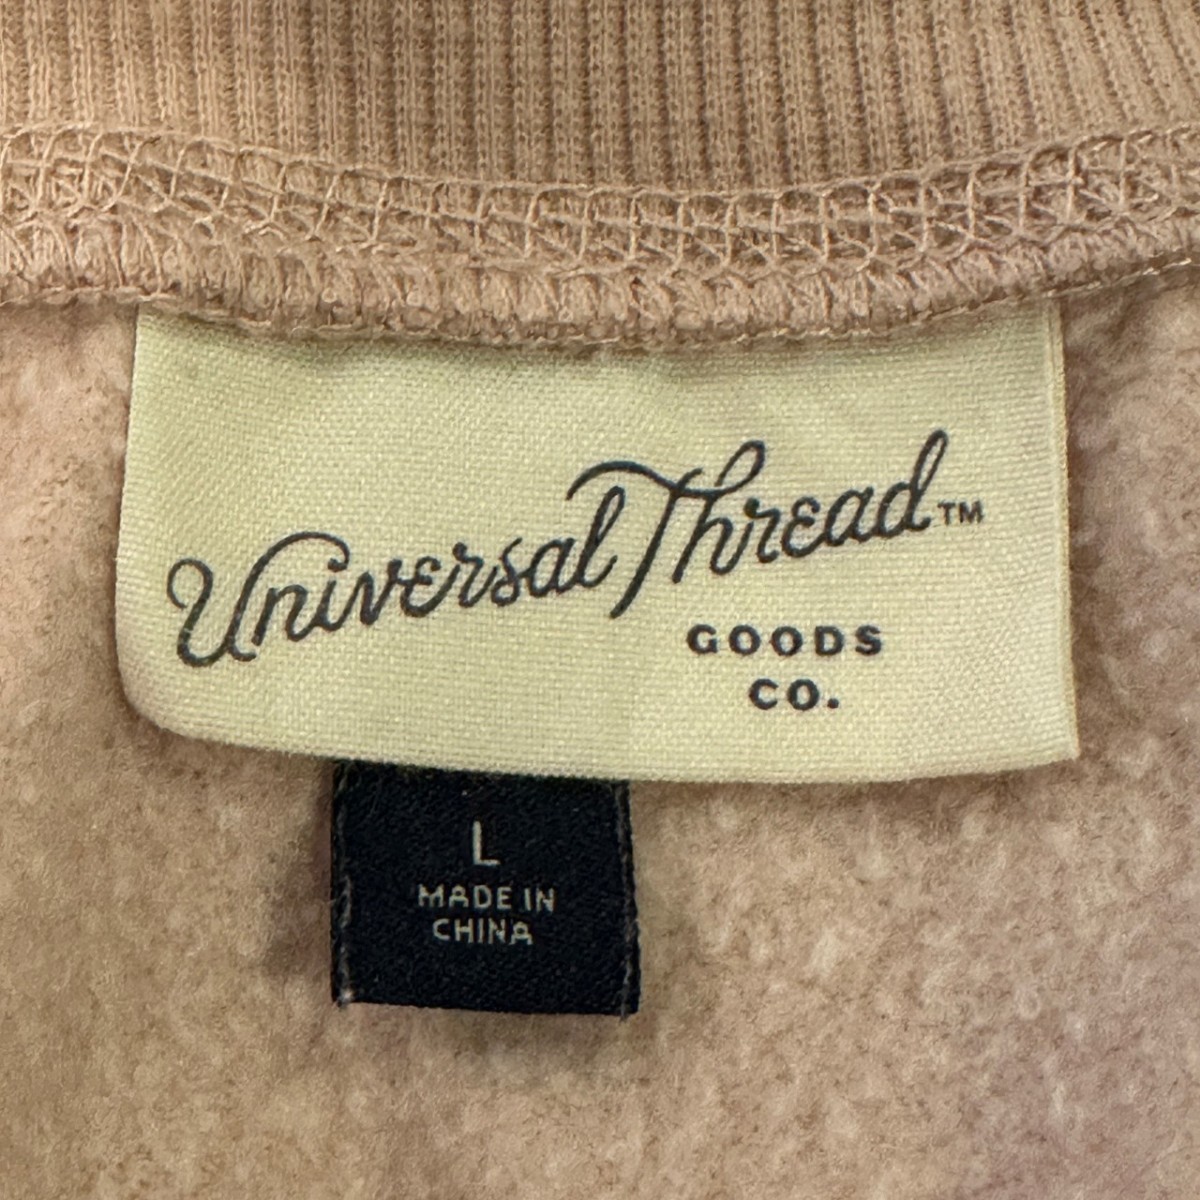 Universal Thread™
GOODS
CO.
L
MADE IN
CHINA